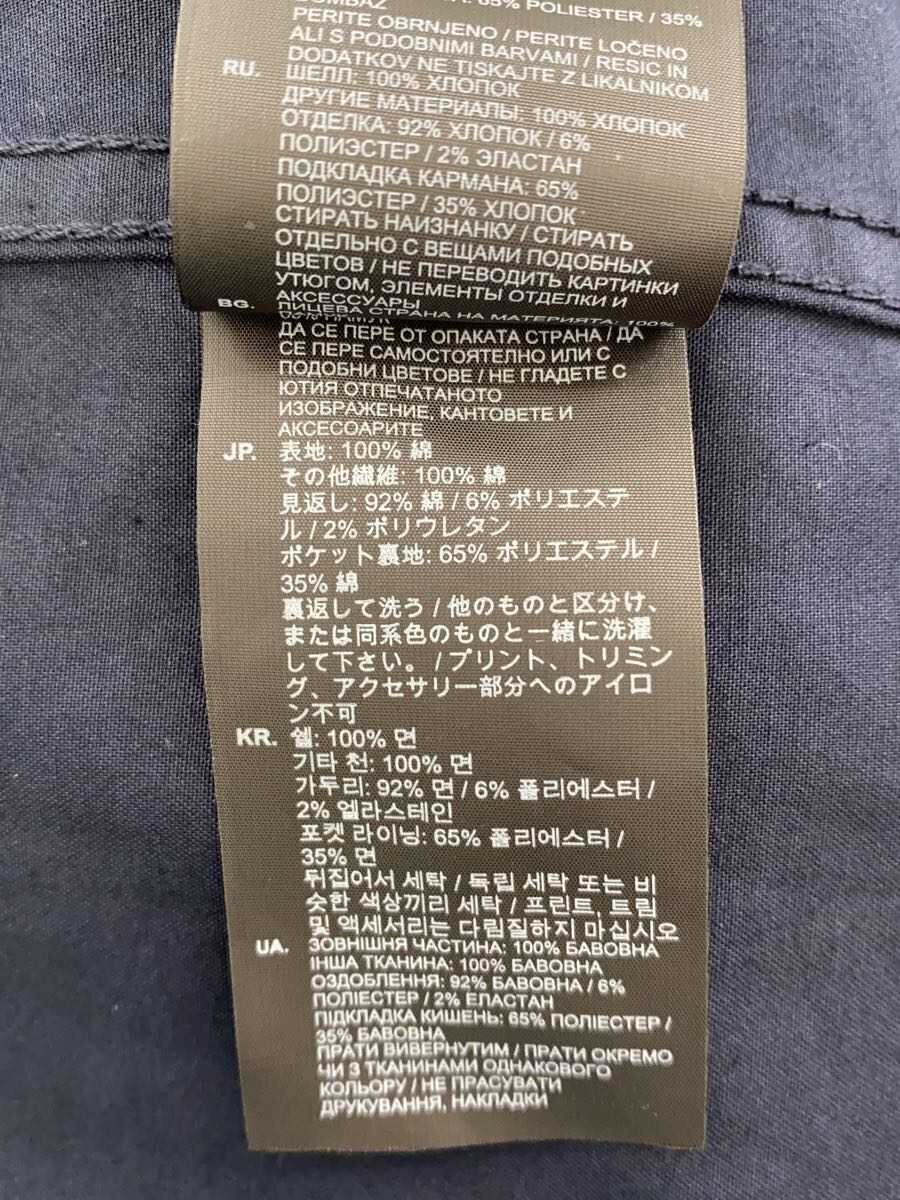 65% POLIESTER / 35%
BOMBAŽ
PERITE OBRNJENO / PERITE LOČENO
ALI S PODOBNIMI BARVAMI / RESIC IN
DODATKOV NE TISKAJTE Z LIKALNIKOM
RU. ШЕЛЛ: 100% ХЛОПОК
ДРУГИЕ МАТЕРИАЛЫ: 100% ХЛОПОК
ОТДЕЛКА: 92% ХЛОПОК / 6%
ПОЛИЭСТЕР / 2% ЭЛАСТАН
ПОДКЛАДКА КАРМАНА: 65%
ПОЛИЭСТЕР / 35% ХЛОПОК
СТИРАТЬ НАИЗНАНКУ / СТИРАТЬ
ОТДЕЛЬНО С ВЕЩАМИ ПОДОБНЫХ
ЦВЕТОВ / НЕ ПЕРЕВОДИТЬ КАРТИНКИ
УТЮГОМ, ЭЛЕМЕНТЫ ОТДЕЛКИ И
АКСЕССУАРЫ
BG. ЛИЦЕВА СТРАНА НА МАТЕРИЯТА: 100%
ДА СЕ ПЕРЕ ОТ ОПАКАТА СТРАНА / ДА
СЕ ПЕРЕ САМОСТОЯТЕЛНО ИЛИ С
ПОДОБНИ ЦВЕТОВЕ / НЕ ГЛАДЕТЕ С
ЮТИЯ ОТПЕЧАТАНОТО
ИЗОБРАЖЕНИЕ, КАНТОВЕТЕ И
АКСЕСОАРИТЕ
JP. 表地: 100% 綿
その他繊維: 100% 綿
見返し: 92% 綿 / 6% ポリエステ
ル / 2% ポリウレタン
ポケット裏地: 65% ポリエステル /
35% 綿
裏返して洗う / 他のものと区分け、
または同系色のものと一緒に洗濯
して下さい。 / プリント、トリミン
グ、アクセサリー部分へのアイロ
ン不可
KR. 쉘: 100% 면
기타 천: 100% 면
가두리: 92% 면 / 6% 폴리에스터 /
2% 엘라스테인
포켓 라이닝: 65% 폴리에스터 /
35% 면
뒤집어서 세탁 / 독립 세탁 또는 비
슷한 색상끼리 세탁 / 프린트, 트림
및 액세서리는 다림질하지 마십시오
UA. ЗОВНІШНЯ ЧАСТИНА: 100% БАВОВНА
ІНША ТКАНИНА: 100% БАВОВНА
ОЗДОБЛЕННЯ: 92% БАВОВНА / 6%
ПОЛІЕСТЕР / 2% ЕЛАСТАН
ПІДКЛАДКА КИШЕНЬ: 65% ПОЛІЕСТЕР /
35% БАВОВНА
ПРАТИ ВИВЕРНУТИМ / ПРАТИ ОКРЕМО
ЧИ З ТКАНИНАМИ ОДНАКОВОГО
КОЛЬОРУ / НЕ ПРАСУВАТИ
ДРУКУВАННЯ, НАКЛАДКИ